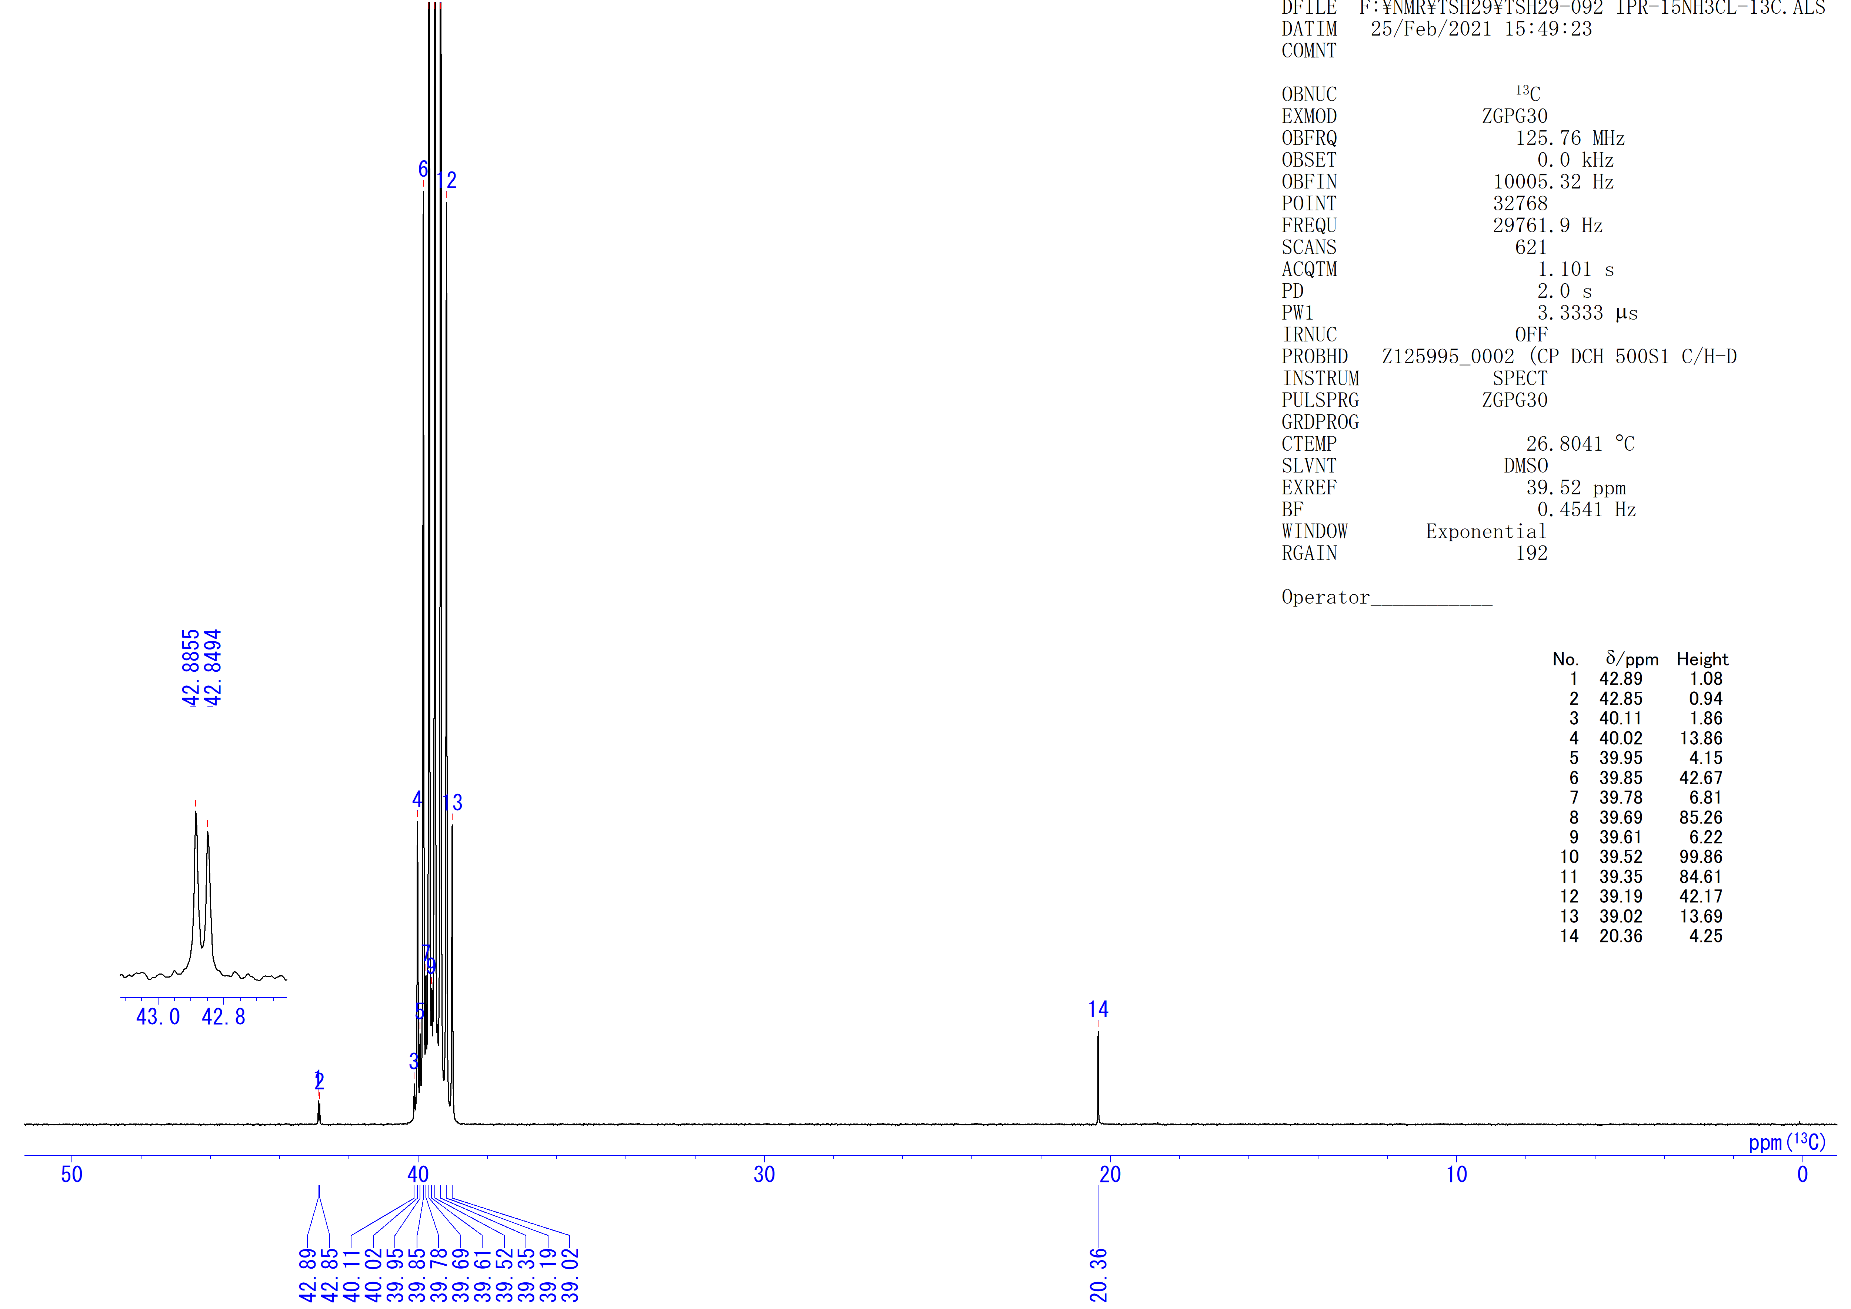 DFILE F:¥NMR¥TSH29¥TSH29-092 IPR-15NH3CL-13C.ALS
DATIM 25/Feb/2021 15:49:23
COMNT
OBNUC 13C
EXMOD ZGPG30
OBFRQ 125.76 MHz
OBSET 0.0 kHz
OBFIN 10005.32 Hz
POINT 32768
FREQU 29761.9 Hz
SCANS 621
ACQTM 1.101 s
PD 2.0 s
PW1 3.3333 µs
IRNUC OFF
PROBHD Z125995_0002 (CP DCH 500S1 C/H-D
INSTRUM SPECT
PULSPRG ZGPG30
GRDPROG
CTEMP 26.8041 °C
SLVNT DMSO
EXREF 39.52 ppm
BF 0.4541 Hz
WINDOW Exponential
RGAIN 192
Operator___________
No. δ/ppm Height
1 42.89 1.08
2 42.85 0.94
3 40.11 1.86
4 40.02 13.86
5 39.95 4.15
6 39.85 42.67
7 39.78 6.81
8 39.69 85.26
9 39.61 6.22
10 39.52 99.86
11 39.35 84.61
12 39.19 42.17
13 39.02 13.69
14 20.36 4.25
6
12
42.8855
42.8494
4
13
7
9
5
43.0 42.8
14
3
2
ppm(13C)
50 40 30 20 10 0
42.89
42.85
40.11
40.02
39.95
39.85
39.78
39.69
39.61
39.52
39.35
39.19
39.02
20.36